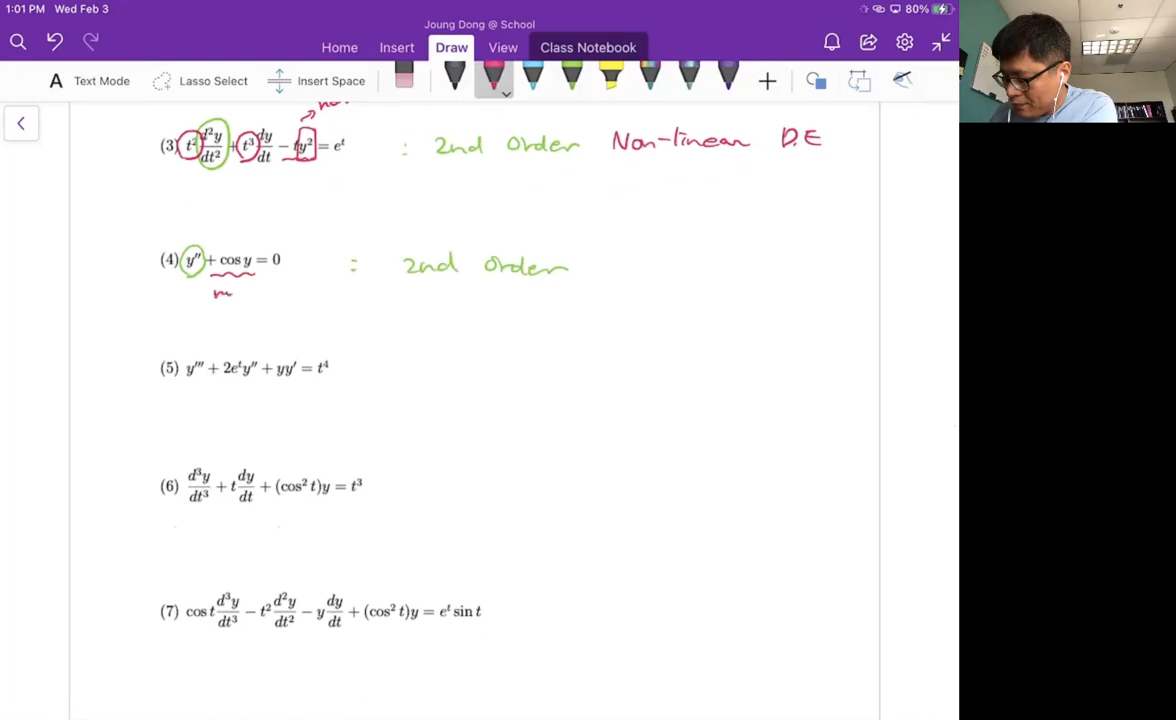 1:01 PM Wed Feb 3
80%
Joung Dong @ School
Home Insert Draw View Class Notebook
A Text Mode Lasso Select Insert Space
(3) t² d²y/dt² + t³ dy/dt − ty² = eᵗ : 2nd Order Non-linear D.E
(4) y″ + cos y = 0 : 2nd Order
(5) y‴ + 2eᵗy″ + yy′ = t⁴
(6) d³y/dt³ + t dy/dt + (cos² t)y = t³
(7) cos t d³y/dt³ − t² d²y/dt² − y dy/dt + (cos² t)y = eᵗ sin t